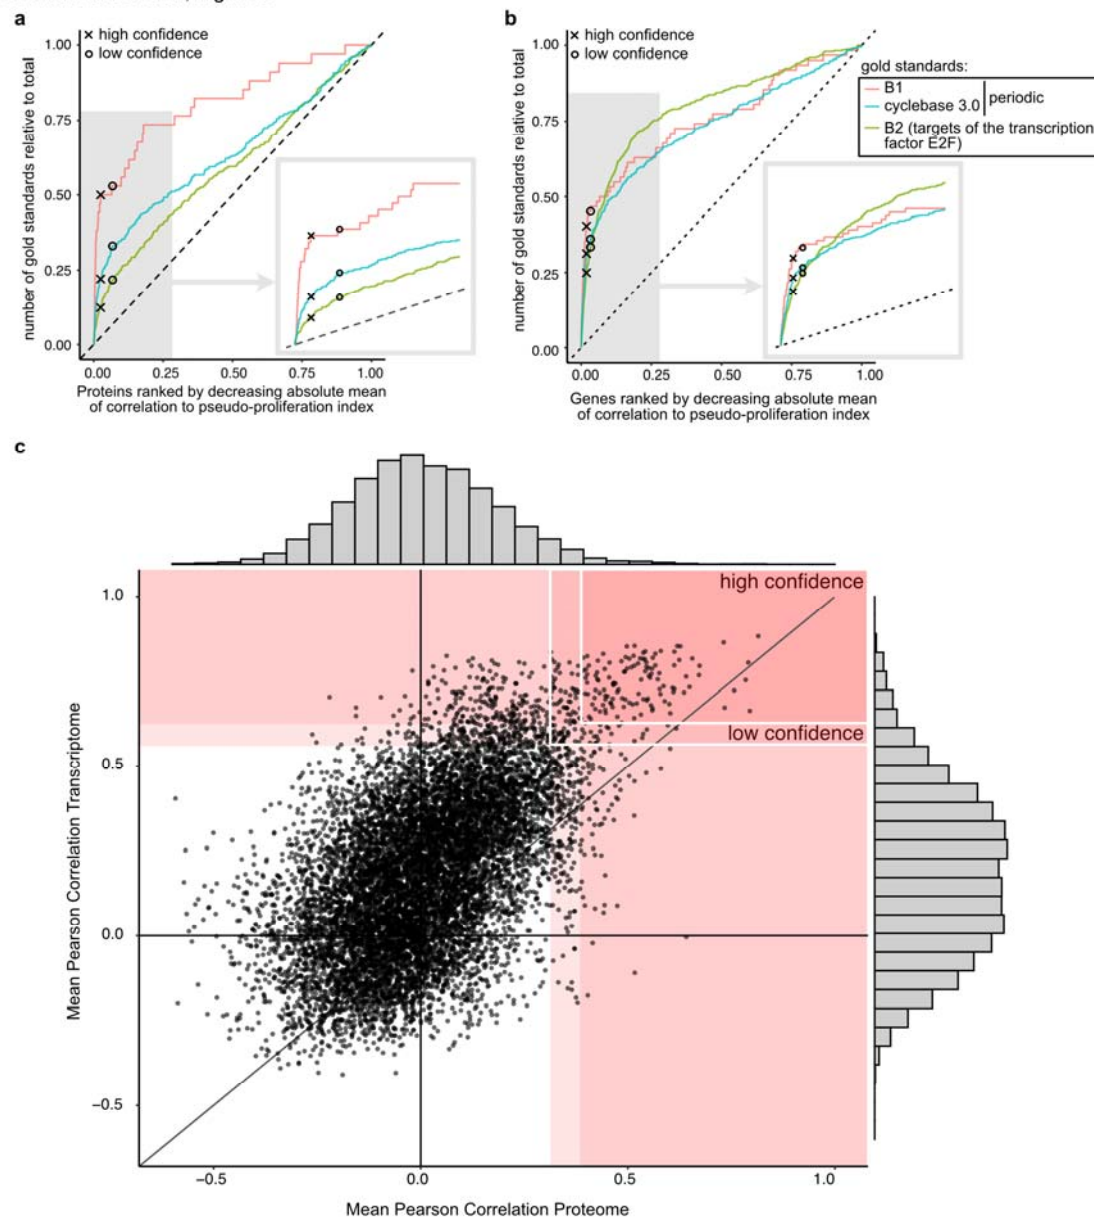 a
× high confidence
o low confidence
number of gold standards relative to total
1.00
0.75
0.50
0.25
0.00
0.00 0.25 0.50 0.75 1.00
Proteins ranked by decreasing absolute mean
of correlation to pseudo-proliferation index
b
× high confidence
o low confidence
number of gold standards relative to total
1.00
0.75
0.50
0.25
0.00
0.00 0.25 0.50 0.75 1.00
Genes ranked by decreasing absolute mean
of correlation to pseudo-proliferation index
gold standards:
B1
cyclebase 3.0
periodic
B2 (targets of the transcription
factor E2F)
c
high confidence
low confidence
Mean Pearson Correlation Transcriptome
1.0
0.5
0.0
−0.5
−0.5 0.0 0.5 1.0
Mean Pearson Correlation Proteome